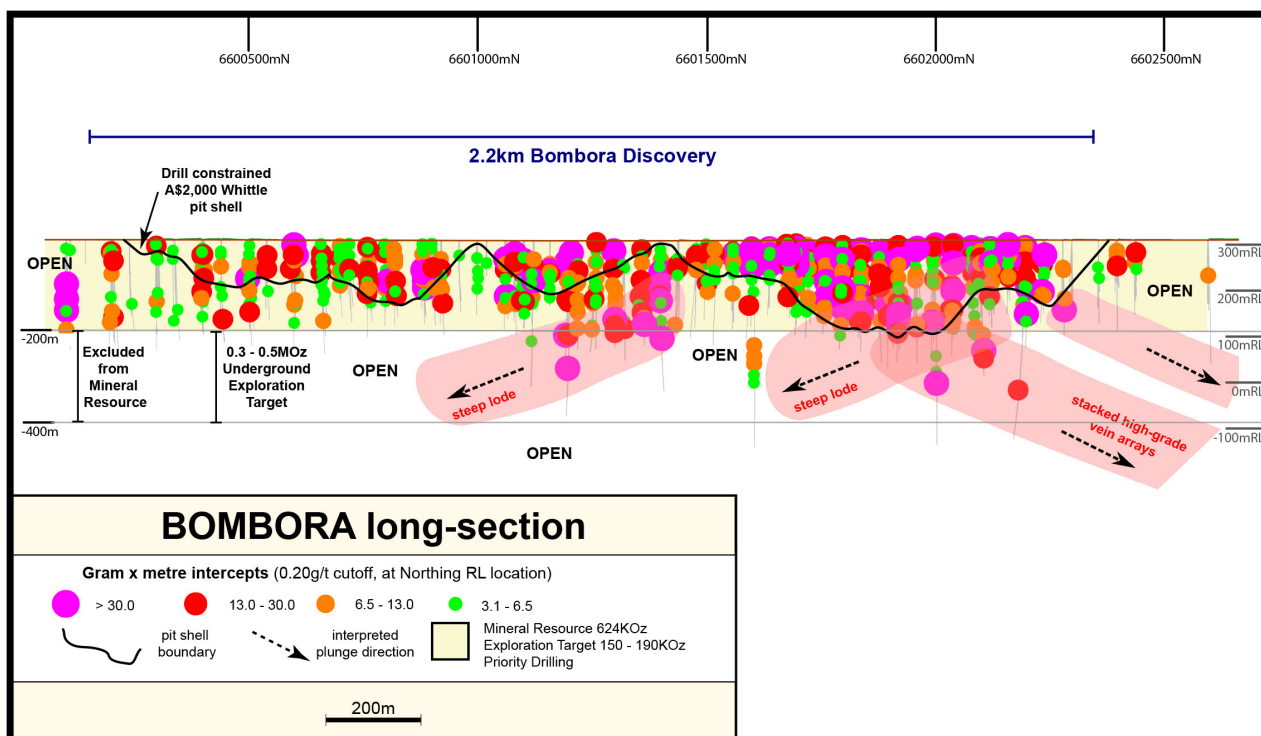 6600500mN
6601000mN
6601500mN
6602000mN
6602500mN
2.2km Bombora Discovery
Drill constrained
A$2,000 Whittle
pit shell
OPEN
300mRL
200mRL
OPEN
-200m
100mRL
Excluded
from
Mineral
Resource
0.3 - 0.5MOz
Underground
Exploration
Target
OPEN
OPEN
0mRL
steep lode
steep lode
stacked high-grade
vein arrays
-400m
-100mRL
OPEN
BOMBORA long-section
Gram x metre intercepts (0.20g/t cutoff, at Northing RL location)
> 30.0
13.0 - 30.0
6.5 - 13.0
3.1 - 6.5
pit shell
boundary
interpreted
plunge direction
Mineral Resource 624KOz
Exploration Target 150 - 190KOz
Priority Drilling
200m